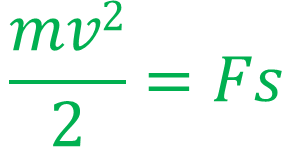 mv²/2 = Fs